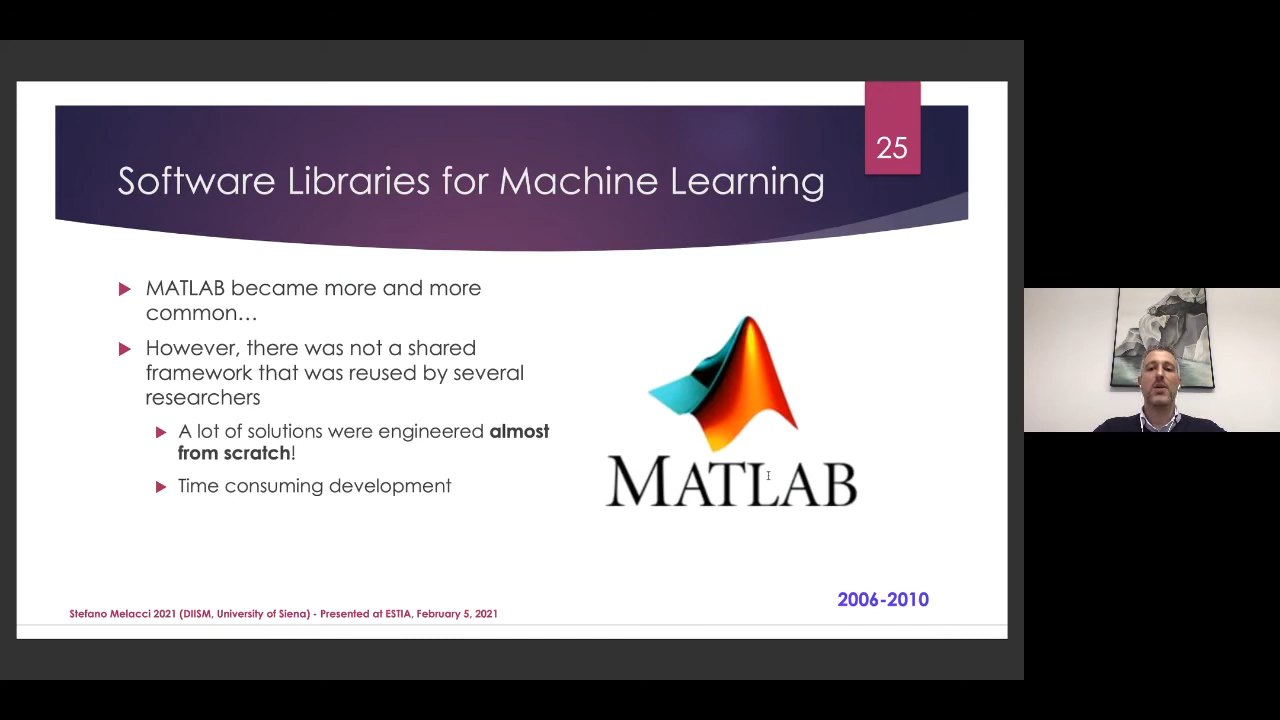 25
Software Libraries for Machine Learning
MATLAB became more and more
common…
However, there was not a shared
framework that was reused by several
researchers
A lot of solutions were engineered almost
from scratch!
Time consuming development
MATLAB
2006-2010
Stefano Melacci 2021 (DIISM, University of Siena) - Presented at ESTIA, February 5, 2021